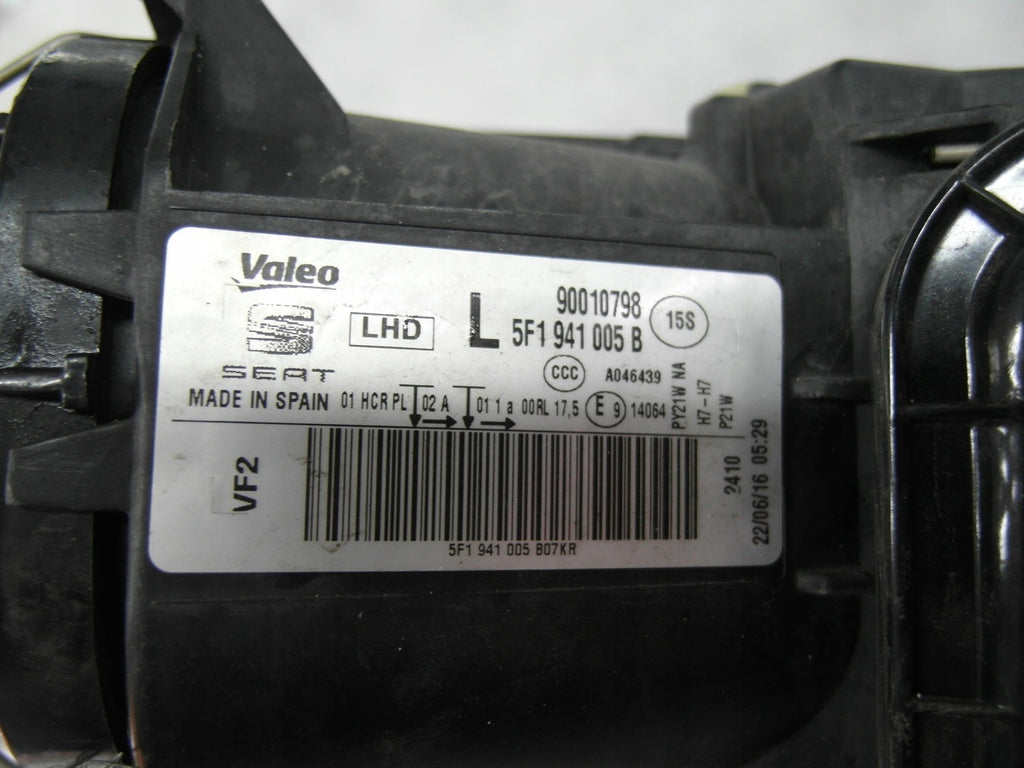 Valeo
SEAT
LHD
L
90010798
5F1 941 005 B
15S
CCC
A046439
MADE IN SPAIN
01 HCR PL 02 A 01 1 a 00RL 17,5 E 9 14064
PY21W NA
H7-H7
P21W
VF2
5F1 941 005 B07KR
2410
22/06/16 05:29